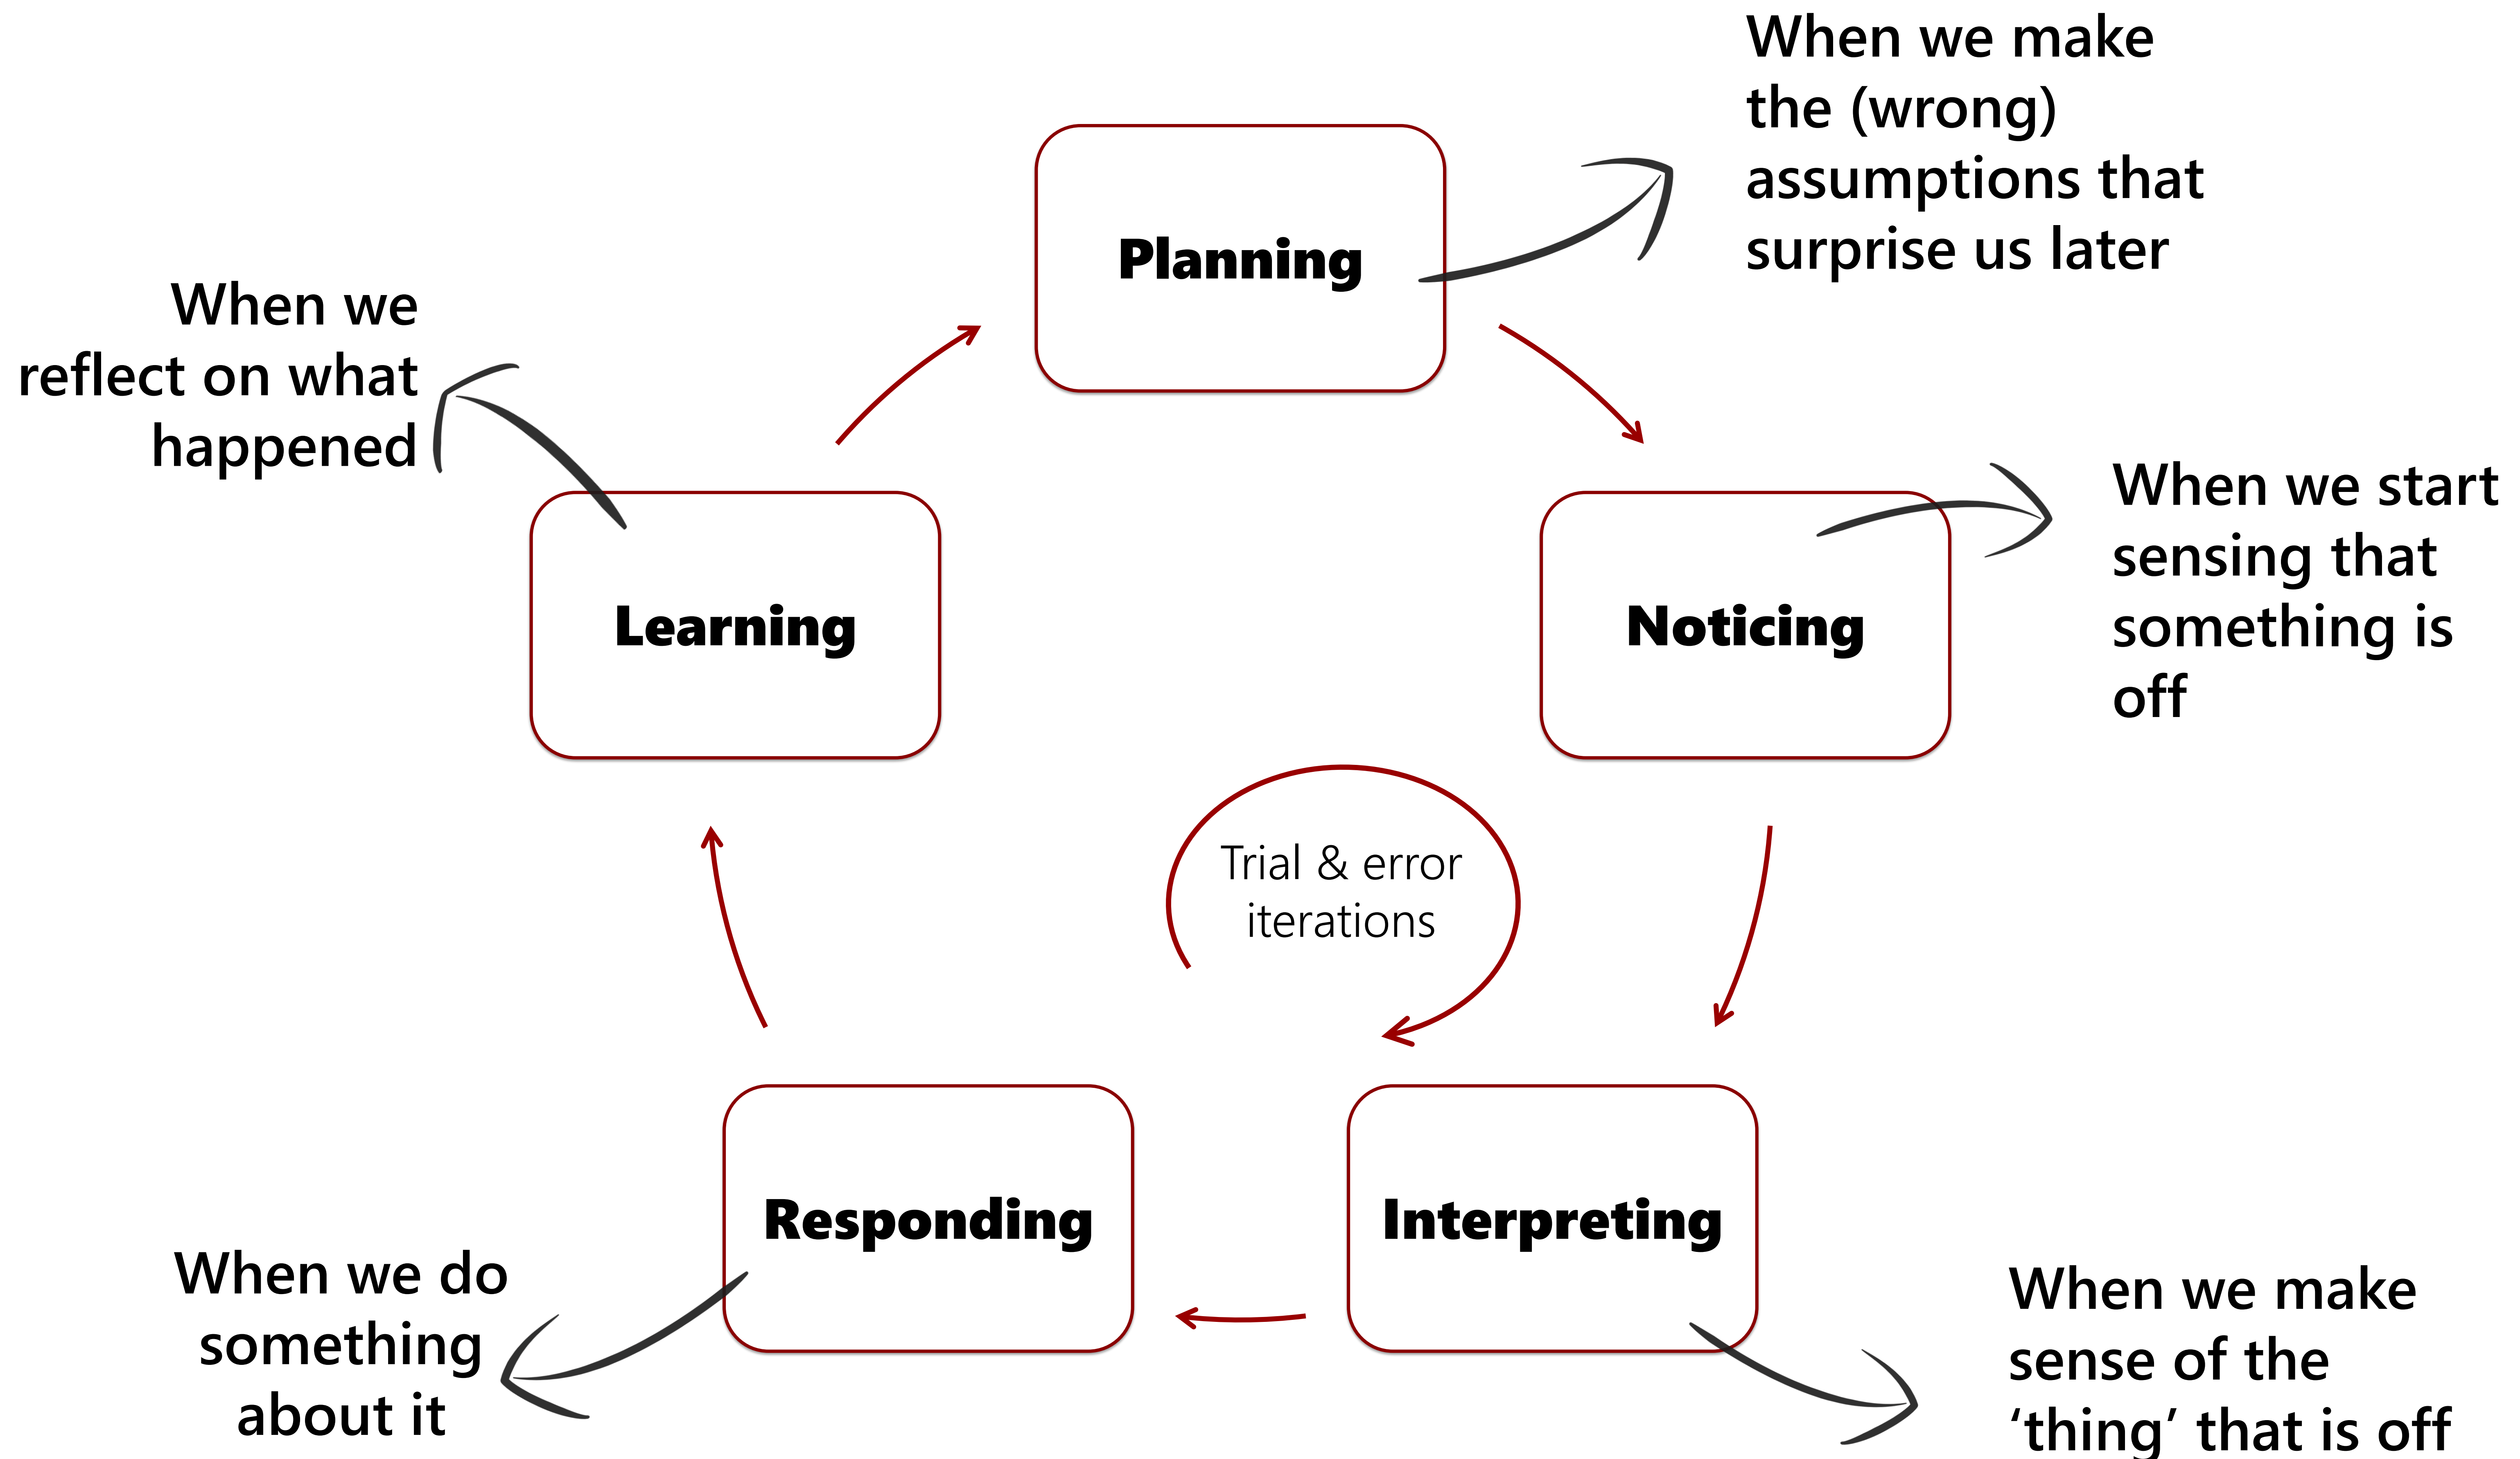 When we make
the (wrong)
assumptions that
surprise us later
Planning
When we
reflect on what
happened
When we start
sensing that
something is
off
Learning
Noticing
Trial & error
iterations
Responding
Interpreting
When we do
something
about it
When we make
sense of the
‘thing’ that is off